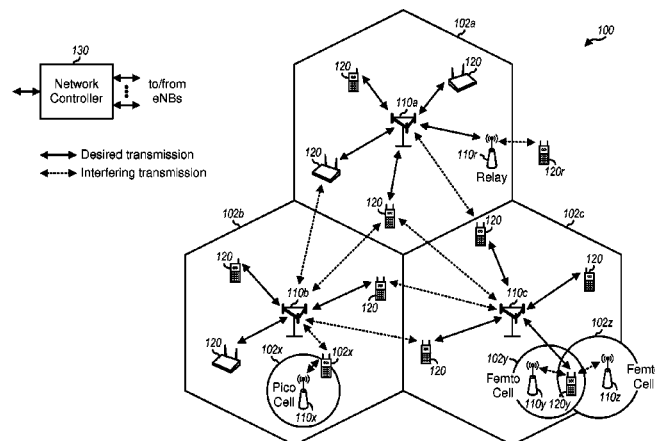 130
Network
Controller
to/from
eNBs
Desired transmission
Interfering transmission
100
102a
120
120
110a
120
110r
Relay
120r
120
120
102b
102c
120
120
110b
120
110c
120
120
102x
120x
120
Pico
Cell
110x
102z
102y
Femto
Cell
110y
120y
110z
Femto
Cell